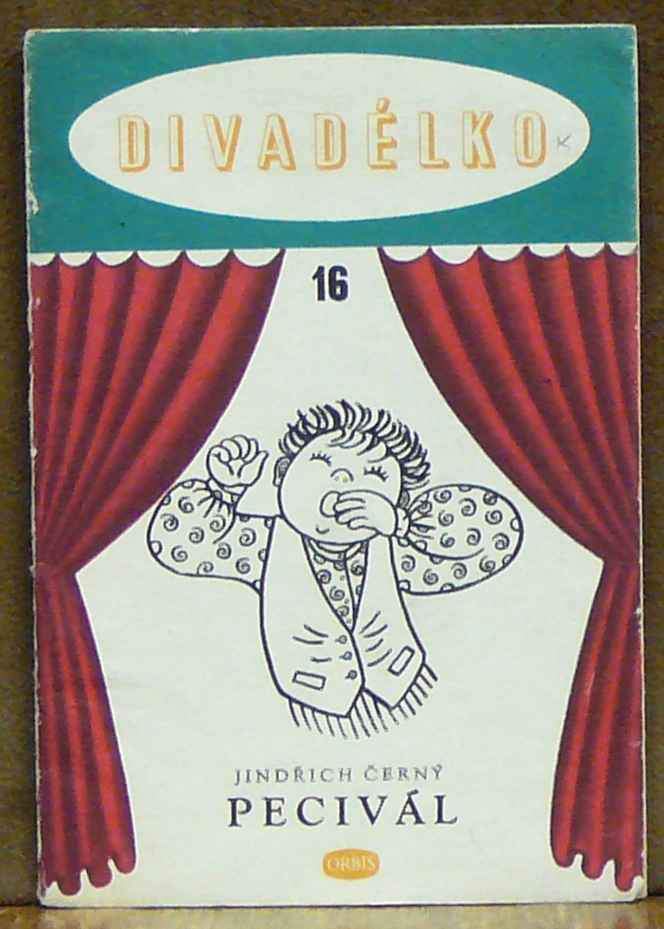 DIVADÉLKO
16
JINDŘICH ČERNÝ
PECIVÁL
ORBIS